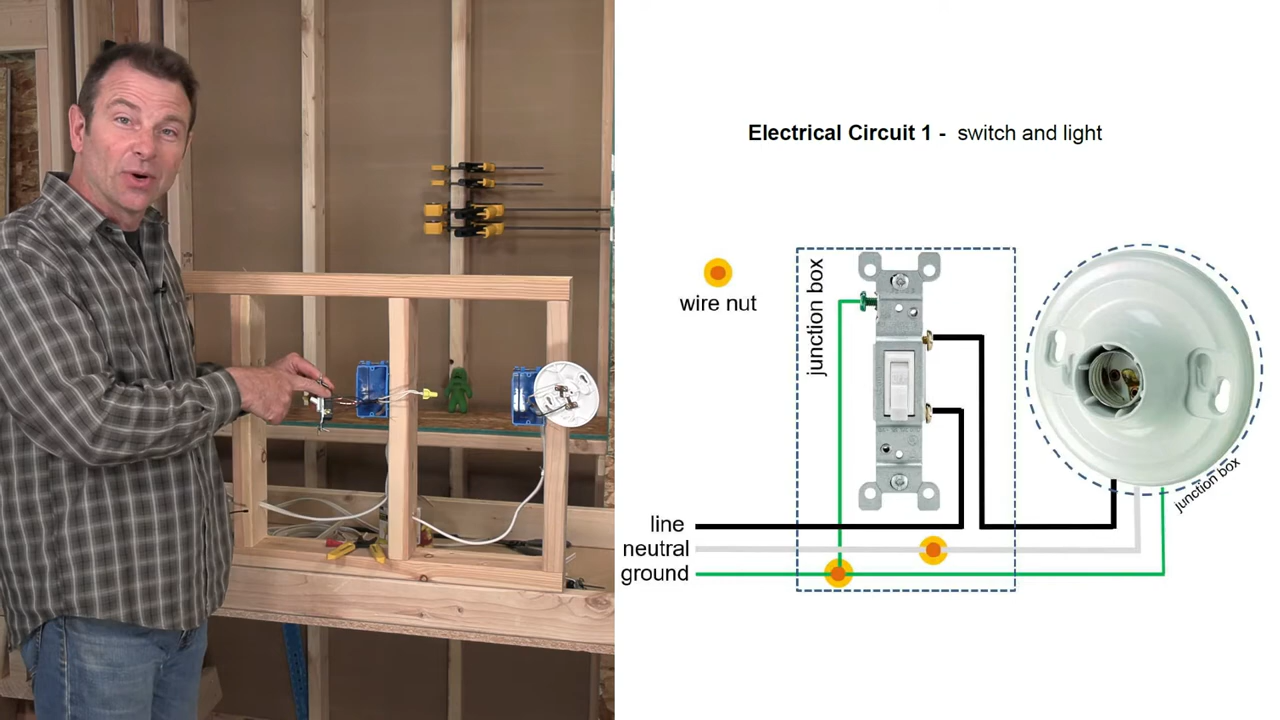 Electrical Circuit 1 - switch and light
wire nut
junction box
junction box
line
neutral
ground